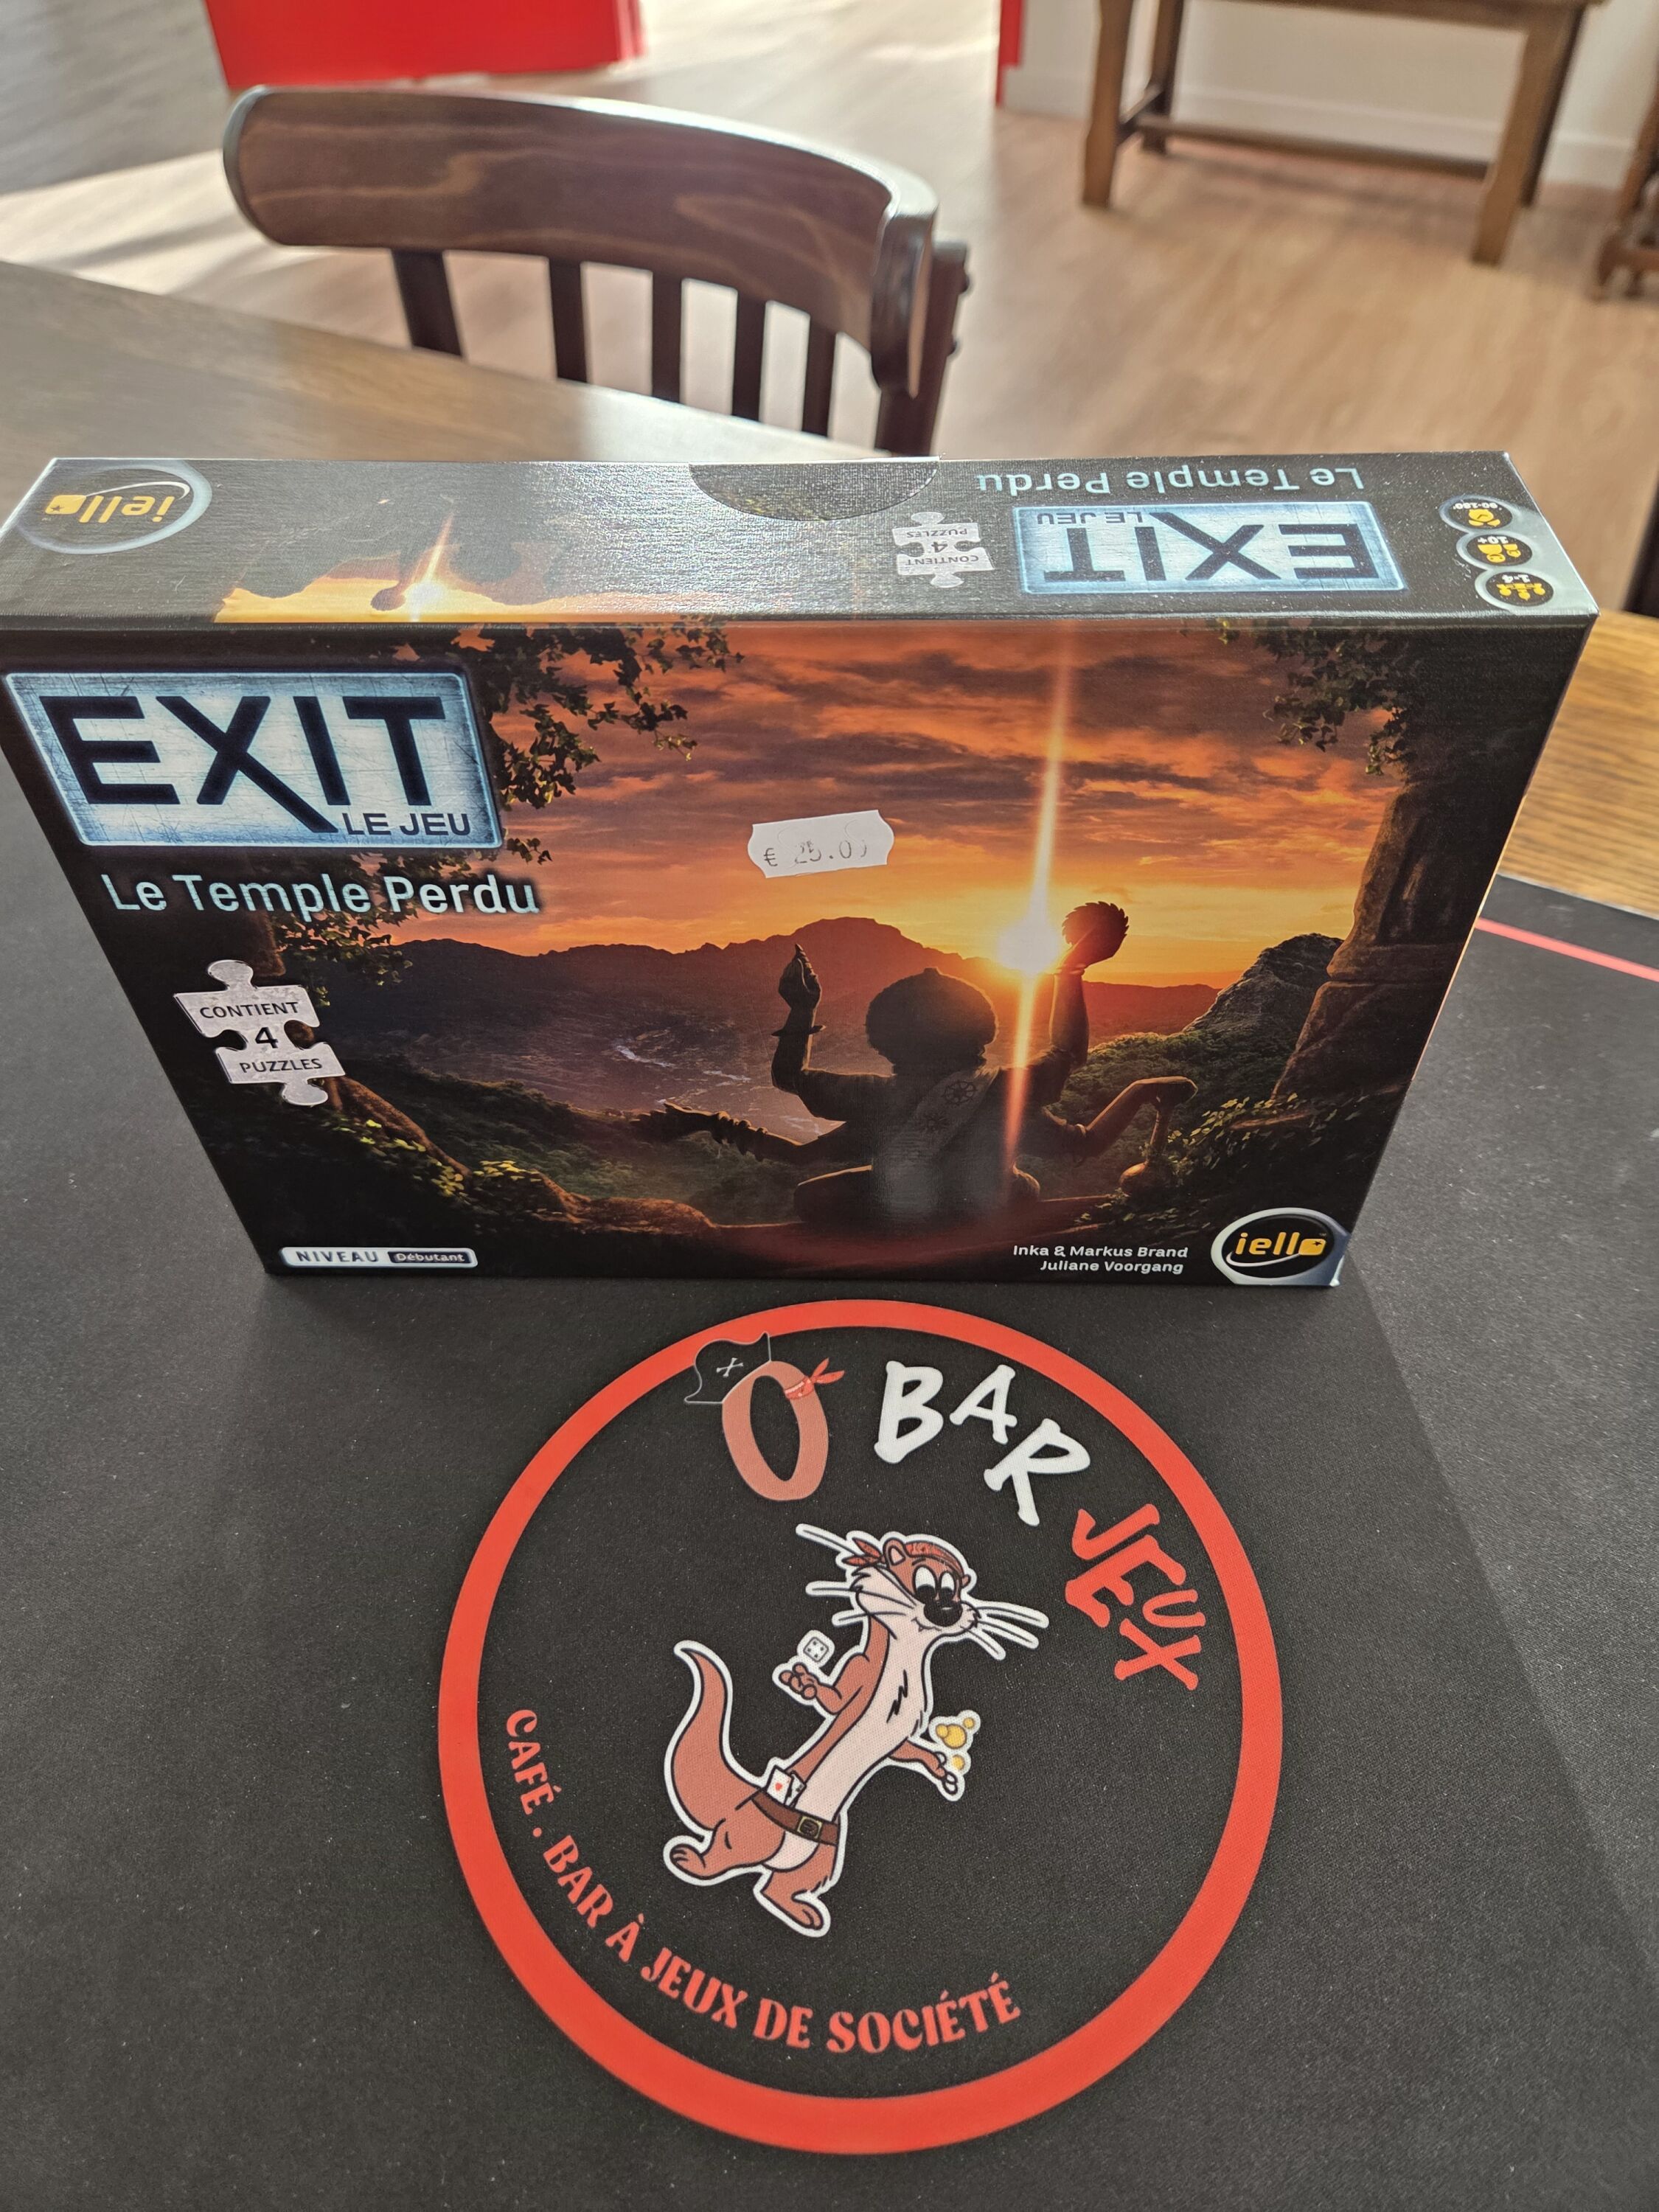 iello
Le Temple Perdu
EXIT
LE JEU
CONTIENT
4
PUZZLES
10+
1-4
EXIT
LE JEU
Le Temple Perdu
€ 25.00
CONTIENT
4
PUZZLES
NIVEAU Débutant
Inka & Markus Brand
Juliane Voorgang
iello
O BAR JEUX
CAFÉ . BAR À JEUX DE SOCIÉTÉ